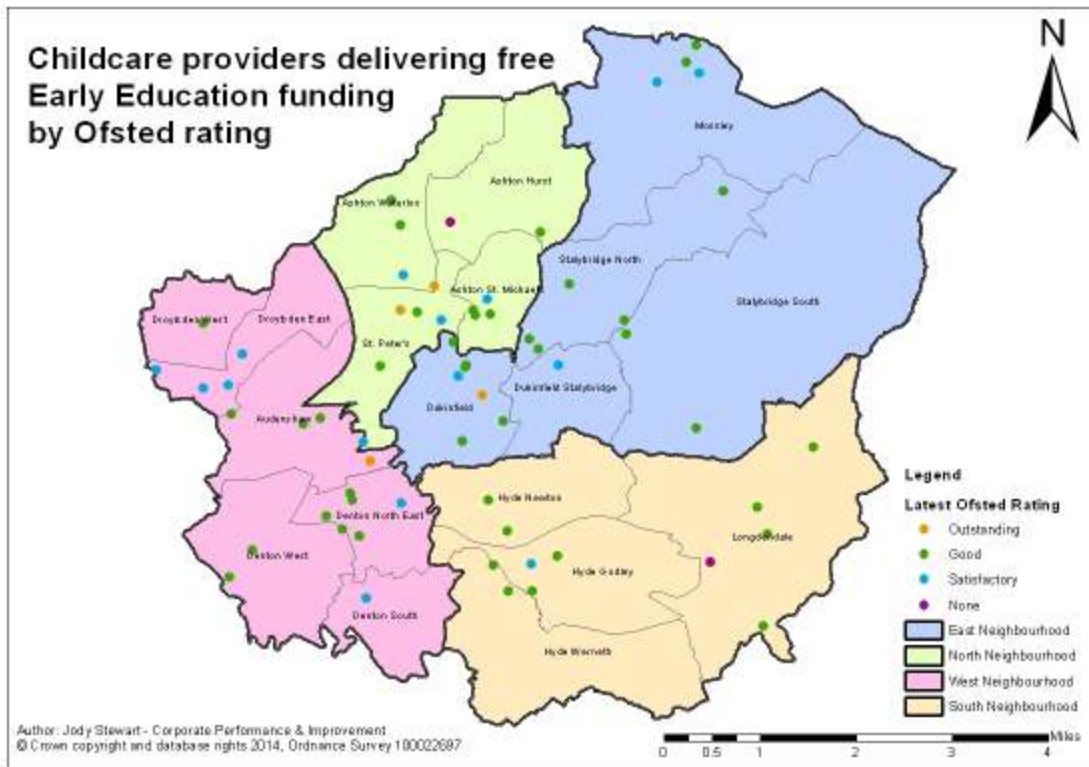 Childcare providers delivering free
Early Education funding
by Ofsted rating
N
Mossley
Ashton Hurst
Ashton Waterloo
Stalybridge North
Ashton St. Michaels
Stalybridge South
Droylsden West
Droylsden East
St. Peter's
Dukinfield Stalybridge
Dukinfield
Audenshaw
Hyde Newton
Denton North East
Longdendale
Denton West
Hyde Godley
Denton South
Hyde Werneth
Legend
Latest Ofsted Rating
Outstanding
Good
Satisfactory
None
East Neighbourhood
North Neighbourhood
West Neighbourhood
South Neighbourhood
Author: Jody Stewart - Corporate Performance & Improvement
© Crown copyright and database rights 2014, Ordnance Survey 100022697
Miles
0 0.5 1 2 3 4